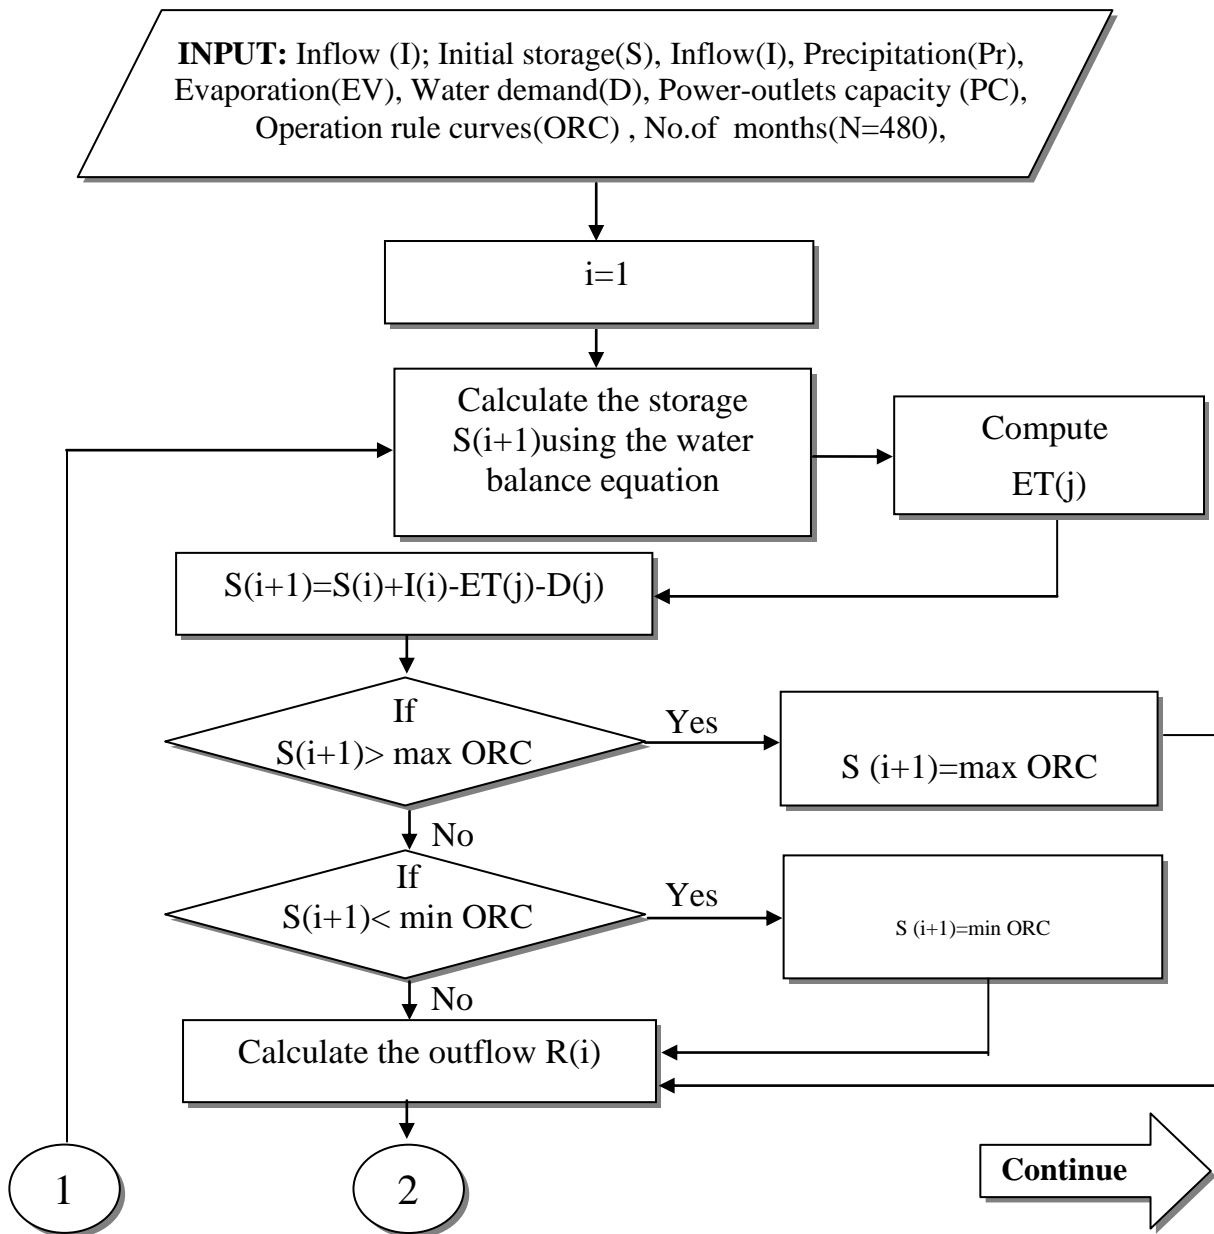 INPUT: Inflow (I); Initial storage(S), Inflow(I), Precipitation(Pr),
Evaporation(EV), Water demand(D), Power-outlets capacity (PC),
Operation rule curves(ORC) , No.of months(N=480),
i=1
Calculate the storage
S(i+1)using the water
balance equation
Compute
ET(j)
S(i+1)=S(i)+I(i)-ET(j)-D(j)
If
S(i+1)> max ORC
Yes
S (i+1)=max ORC
No
If
S(i+1)< min ORC
Yes
S (i+1)=min ORC
No
Calculate the outflow R(i)
1
2
Continue